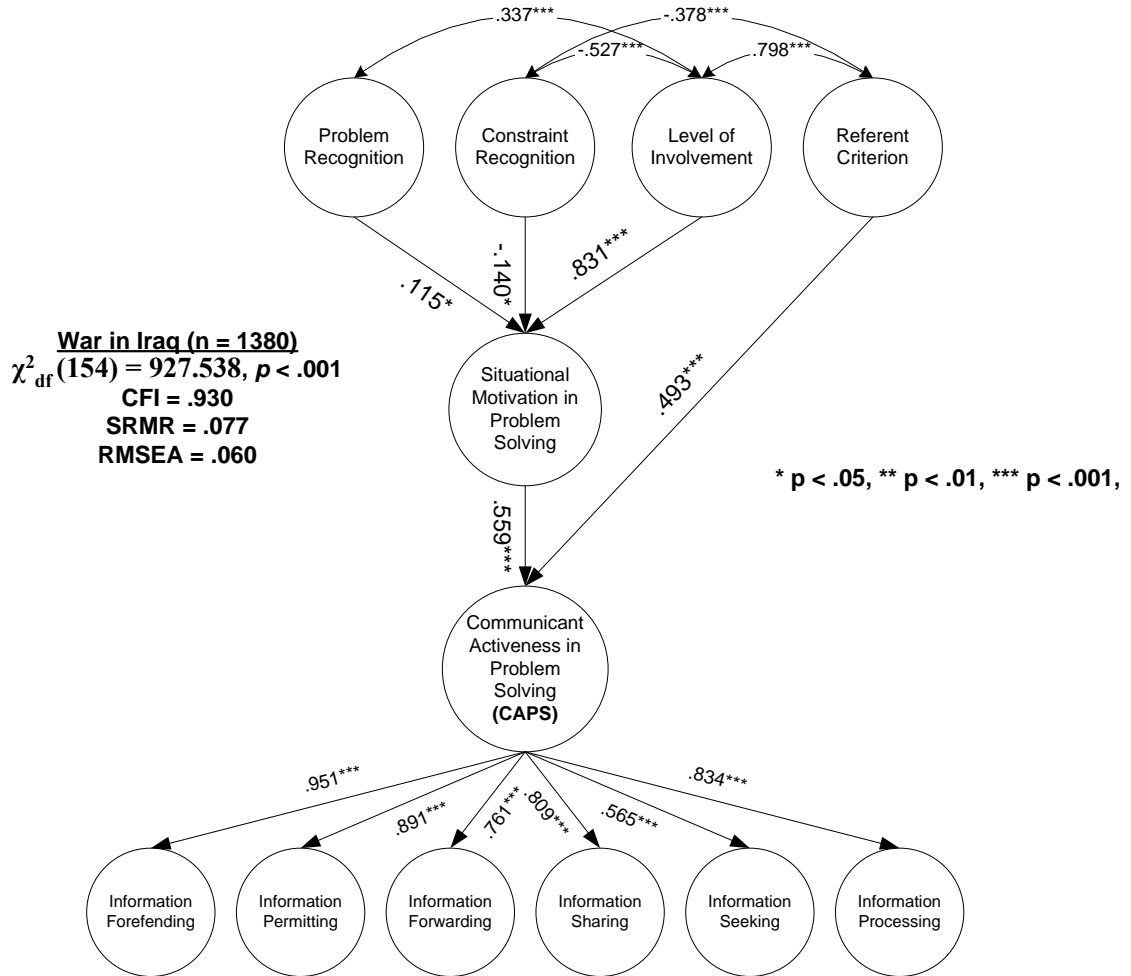 .337***
-.378***
-.527***
.798***
Problem
Recognition
Constraint
Recognition
Level of
Involvement
Referent
Criterion
.115*
-.140*
.831***
War in Iraq (n = 1380)
χ²df (154) = 927.538, p < .001
CFI = .930
SRMR = .077
RMSEA = .060
Situational
Motivation in
Problem
Solving
.493***
* p < .05, ** p < .01, *** p < .001,
.559****
Communicant
Activeness in
Problem
Solving
(CAPS)
.951***
.891***
.761***
.809***
.565***
.834***
Information
Forefending
Information
Permitting
Information
Forwarding
Information
Sharing
Information
Seeking
Information
Processing